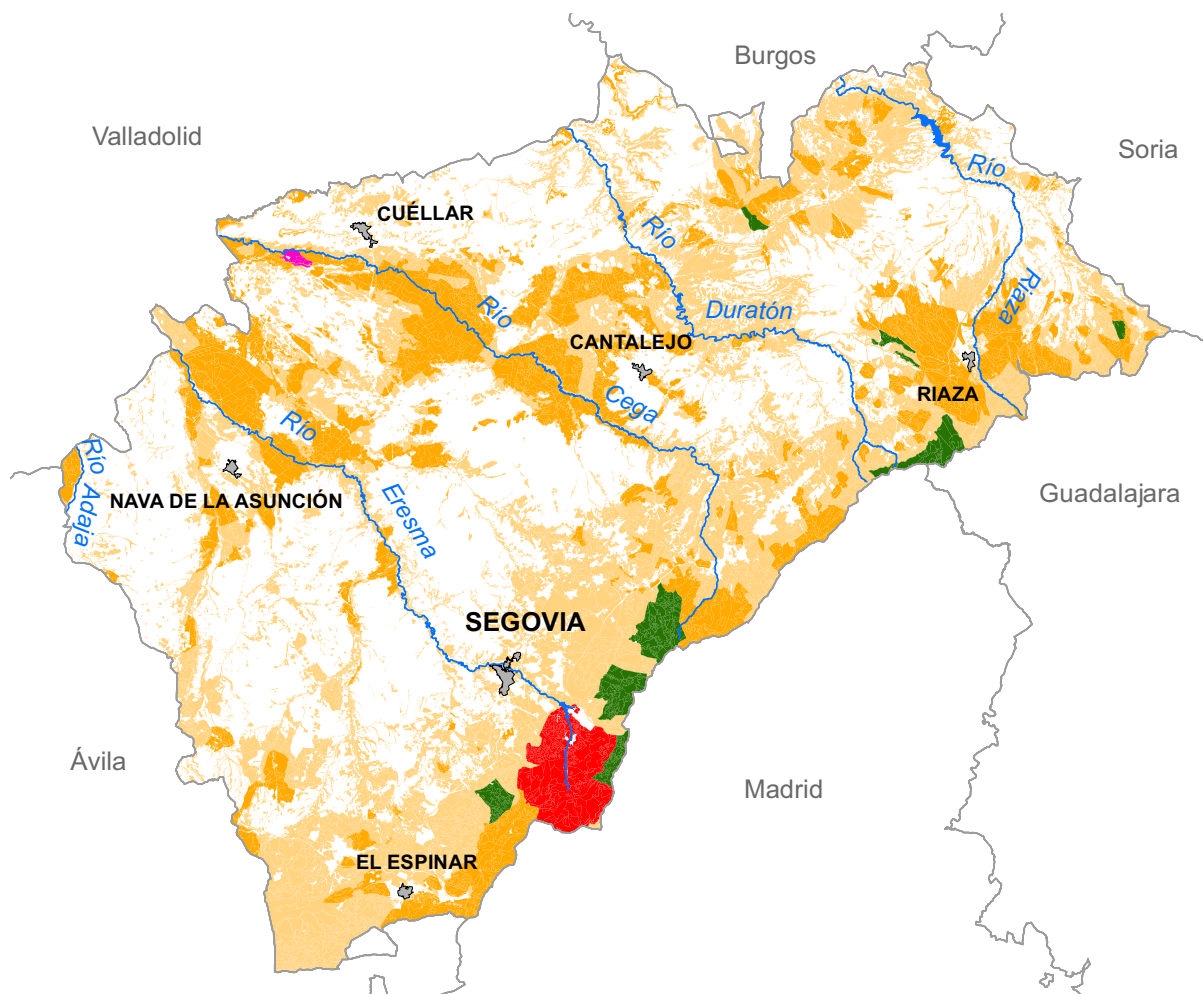 Burgos
Valladolid
Soria
Río
CUÉLLAR
Río
Riaza
Río
Duratón
CANTALEJO
RIAZA
Cega
Río
Río Adaja
NAVA DE LA ASUNCIÓN
Eresma
Guadalajara
SEGOVIA
Ávila
Madrid
EL ESPINAR